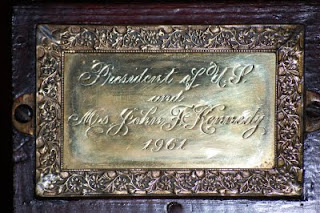 President of U.S
and
Mrs John F. Kennedy
1961